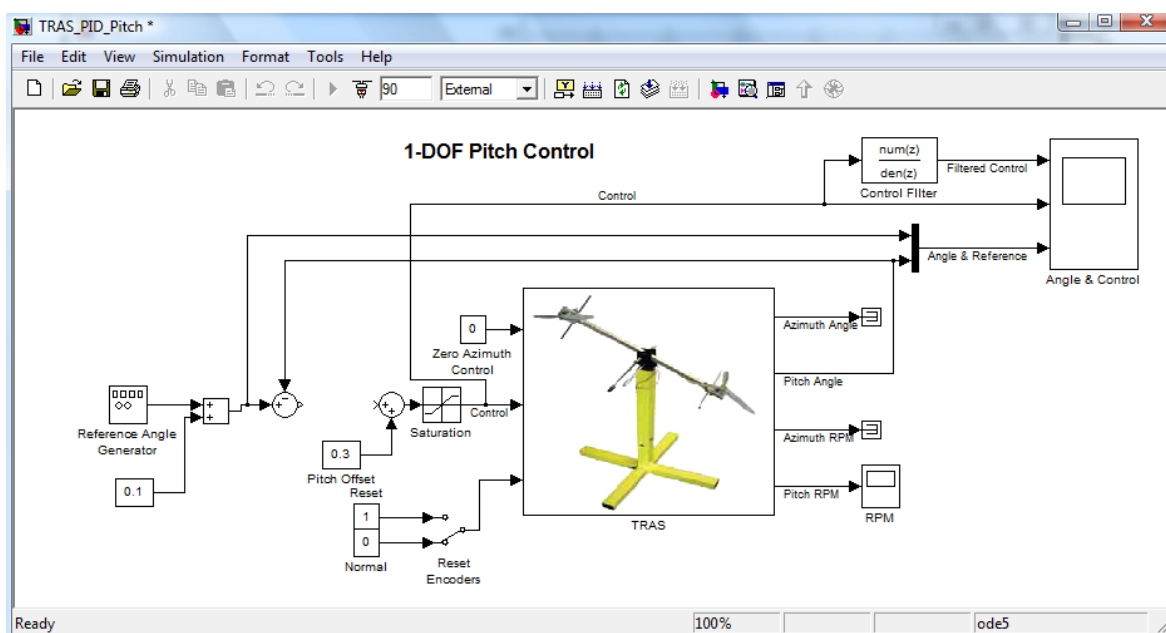 TRAS_PID_Pitch *
File Edit View Simulation Format Tools Help
90 External
1-DOF Pitch Control
num(z)
den(z)
Control FIlter
Filtered Control
Control
Angle & Reference
Angle & Control
0
Zero Azimuth
Control
Azimuth Angle
Pitch Angle
Azimuth RPM
Pitch RPM
RPM
TRAS
Reference Angle
Generator
+
+
0.1
-
+
+
+
Saturation
Control
0.3
Pitch Offset
Reset
1
0
Normal
Reset
Encoders
Ready 100% ode5